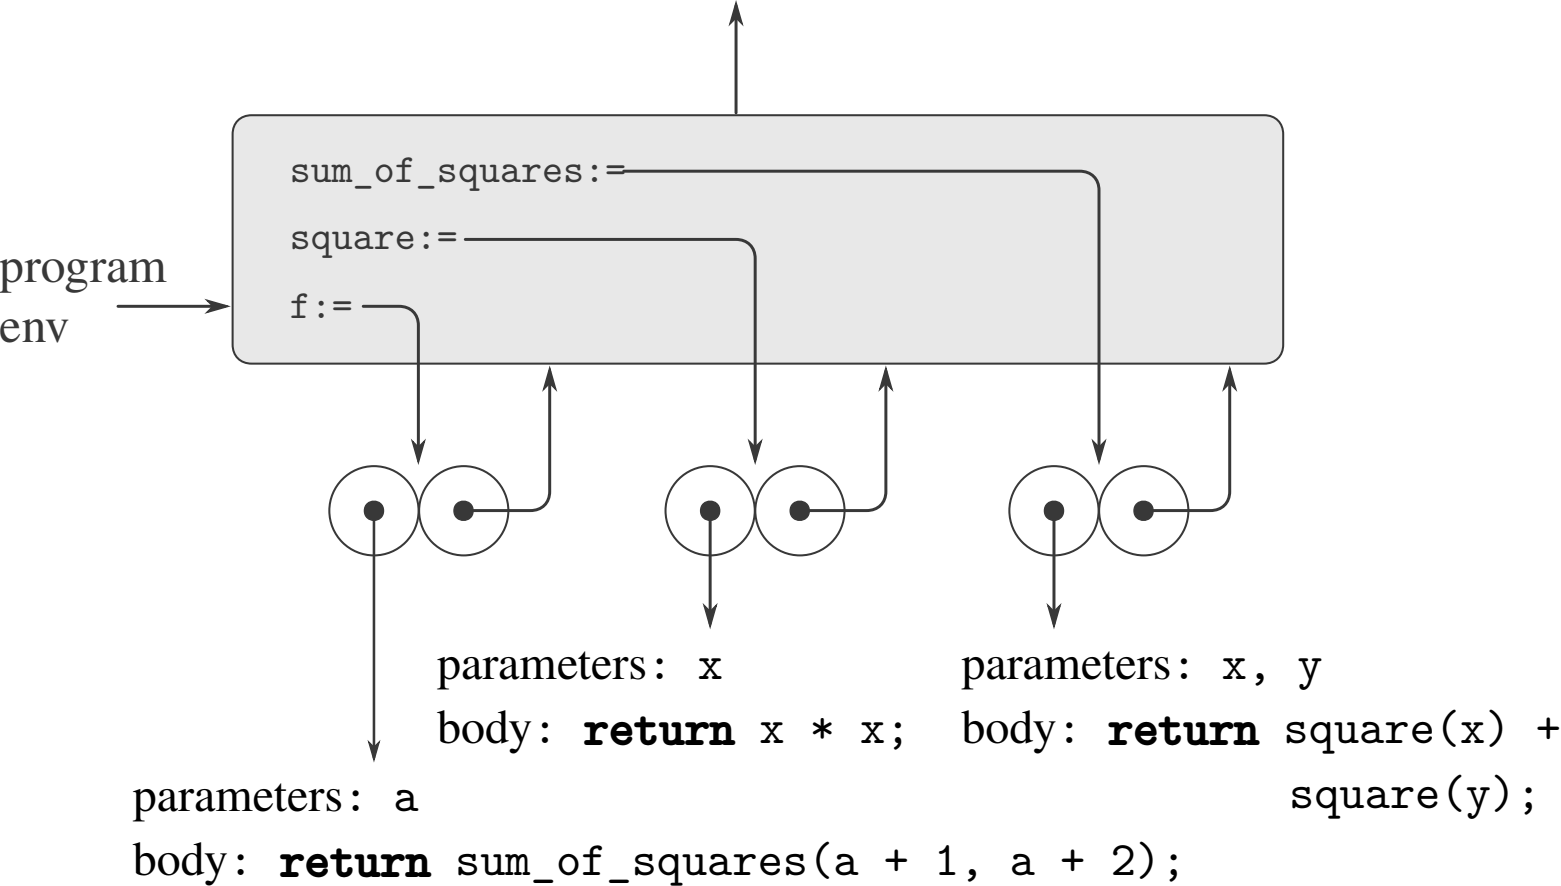 sum_of_squares:=
square:=
program
env
f:=
parameters: x
body: return x * x;
parameters: x, y
body: return square(x) +
square(y);
parameters: a
body: return sum_of_squares(a + 1, a + 2);